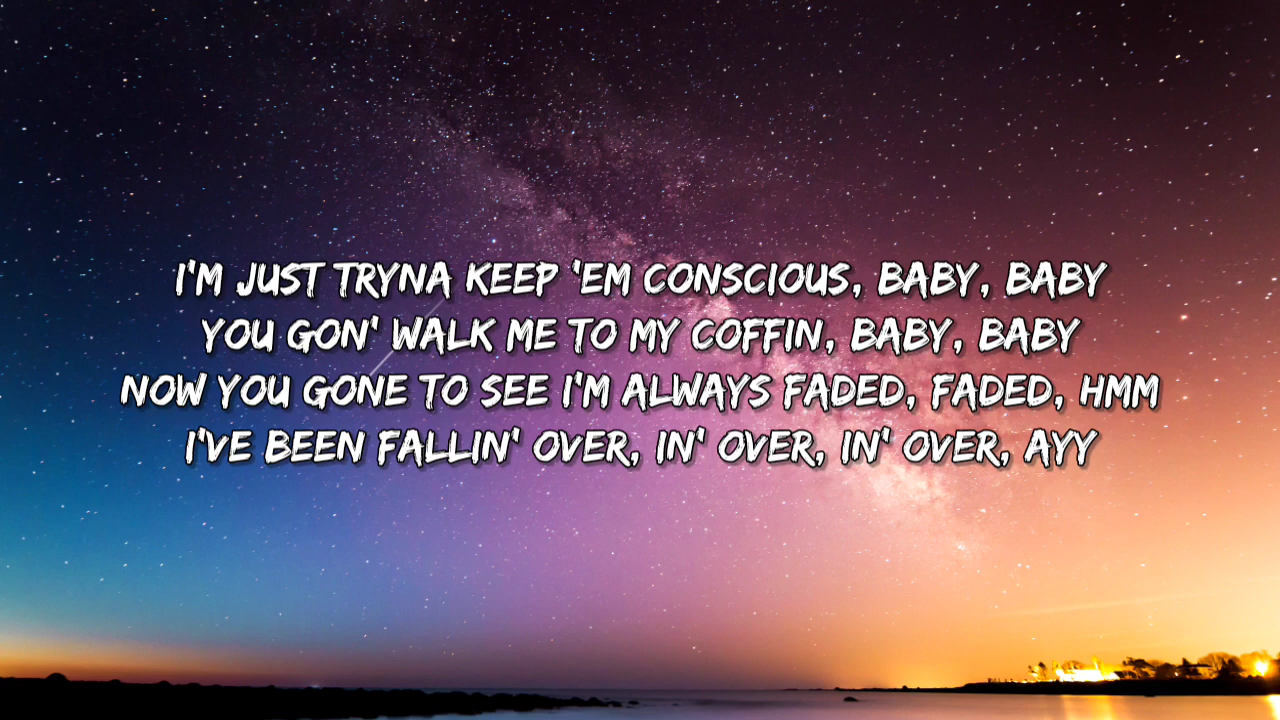 I'M JUST TRYNA KEEP 'EM CONSCIOUS, BABY, BABY
YOU GON' WALK ME TO MY COFFIN, BABY, BABY
NOW YOU GONE TO SEE I'M ALWAYS FADED, FADED, HMM
I'VE BEEN FALLIN' OVER, IN' OVER, IN' OVER, AYY